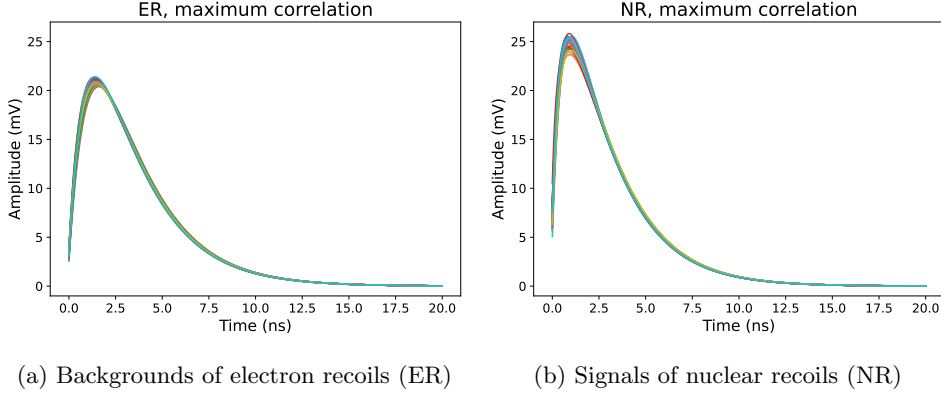 ER, maximum correlation
25
20
15
10
5
0
Amplitude (mV)
0.0 2.5 5.0 7.5 10.0 12.5 15.0 17.5 20.0
Time (ns)
(a) Backgrounds of electron recoils (ER)
NR, maximum correlation
25
20
15
10
5
0
Amplitude (mV)
0.0 2.5 5.0 7.5 10.0 12.5 15.0 17.5 20.0
Time (ns)
(b) Signals of nuclear recoils (NR)